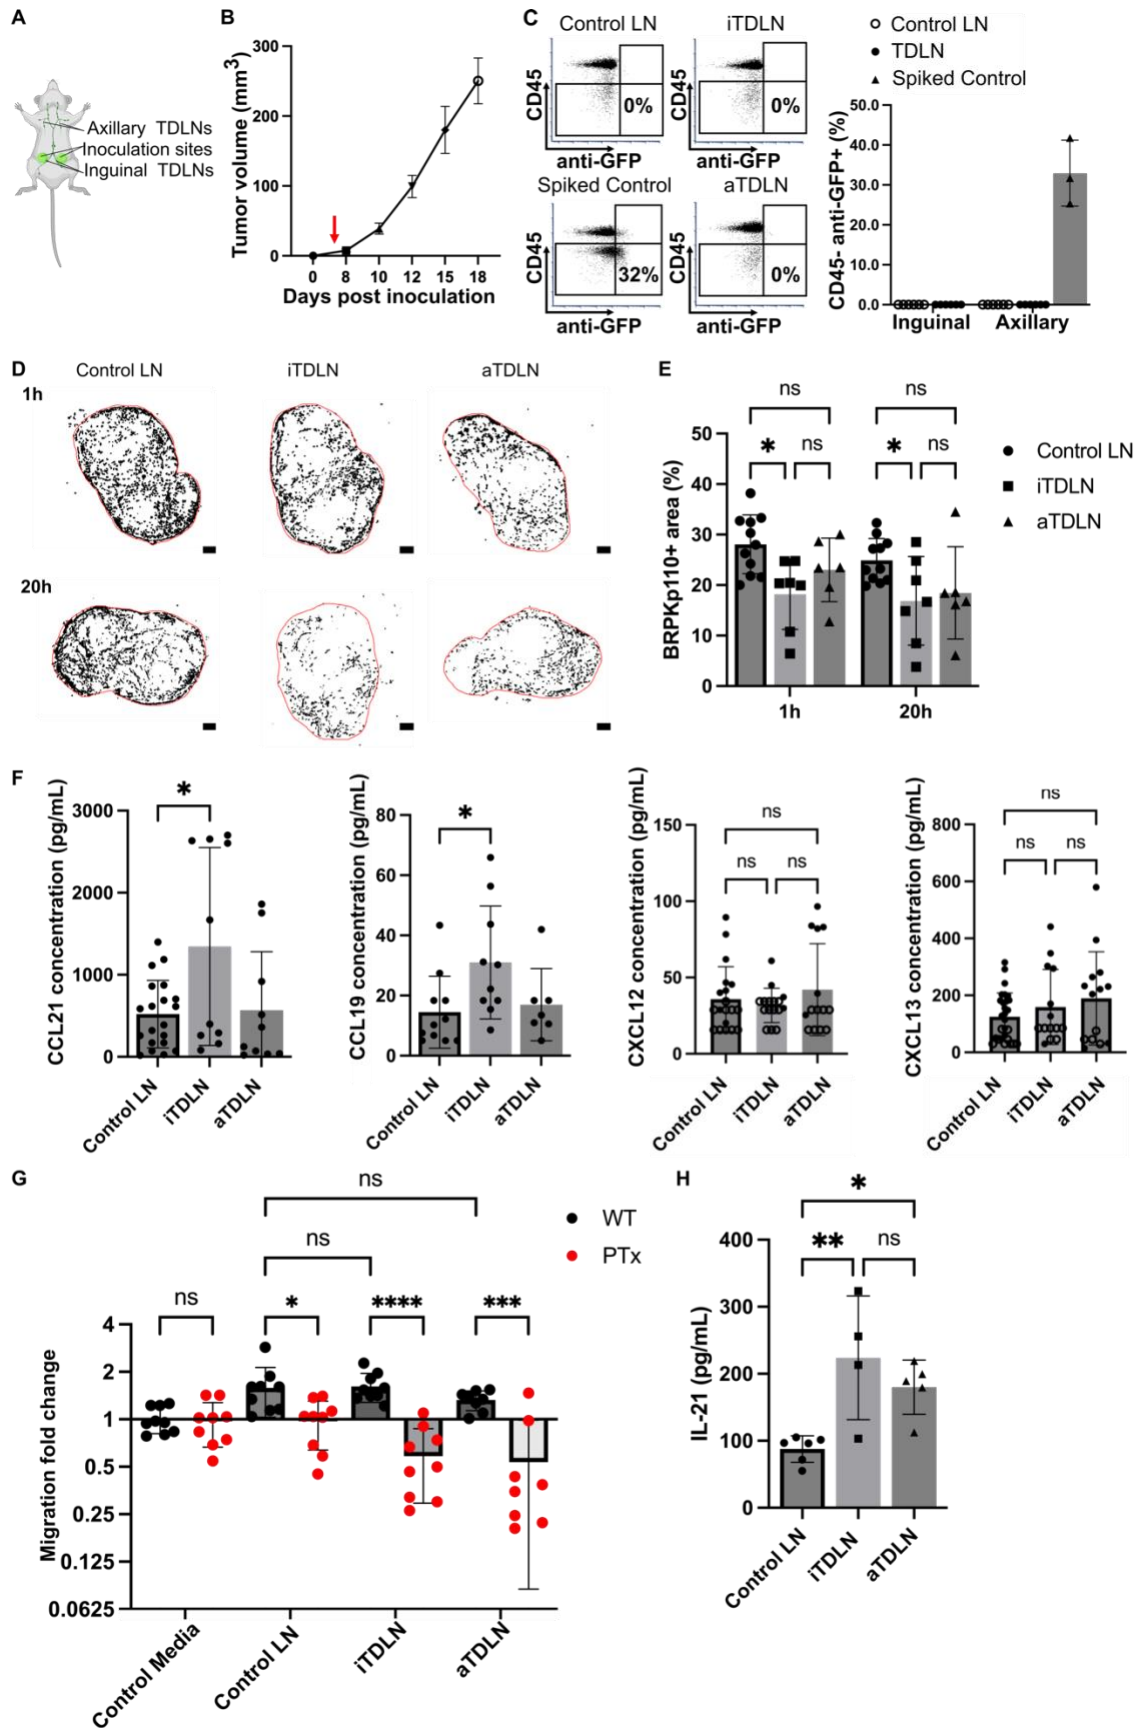 A
Axillary TDLNs
Inoculation sites
Inguinal TDLNs
B
Tumor volume (mm³)
300
200
100
0
0 8 10 12 15 18
Days post inoculation
C
Control LN
iTDLN
CD45
0%
anti-GFP
CD45
0%
anti-GFP
Spiked Control
aTDLN
CD45
32%
anti-GFP
CD45
0%
anti-GFP
Control LN
TDLN
Spiked Control
CD45- anti-GFP+ (%)
50.0
40.0
30.0
20.0
10.0
0.0
Inguinal Axillary
D
Control LN
iTDLN
aTDLN
1h
20h
E
BRPKp110+ area (%)
50
40
30
20
10
0
ns
ns
* ns
* ns
1h
20h
Control LN
iTDLN
aTDLN
F
CCL21 concentration (pg/mL)
3000
2000
1000
0
*
Control LN
iTDLN
aTDLN
CCL19 concentration (pg/mL)
80
60
40
20
0
*
Control LN
iTDLN
aTDLN
CXCL12 concentration (pg/mL)
150
100
50
0
ns
ns ns
Control LN
iTDLN
aTDLN
CXCL13 concentration (pg/mL)
800
600
400
200
0
ns
ns ns
Control LN
iTDLN
aTDLN
G
Migration fold change
4
2
1
0.5
0.25
0.125
0.0625
ns
ns
ns * **** ***
WT
PTx
Control Media
Control LN
iTDLN
aTDLN
H
IL-21 (pg/mL)
400
300
200
100
0
*
** ns
Control LN
iTDLN
aTDLN